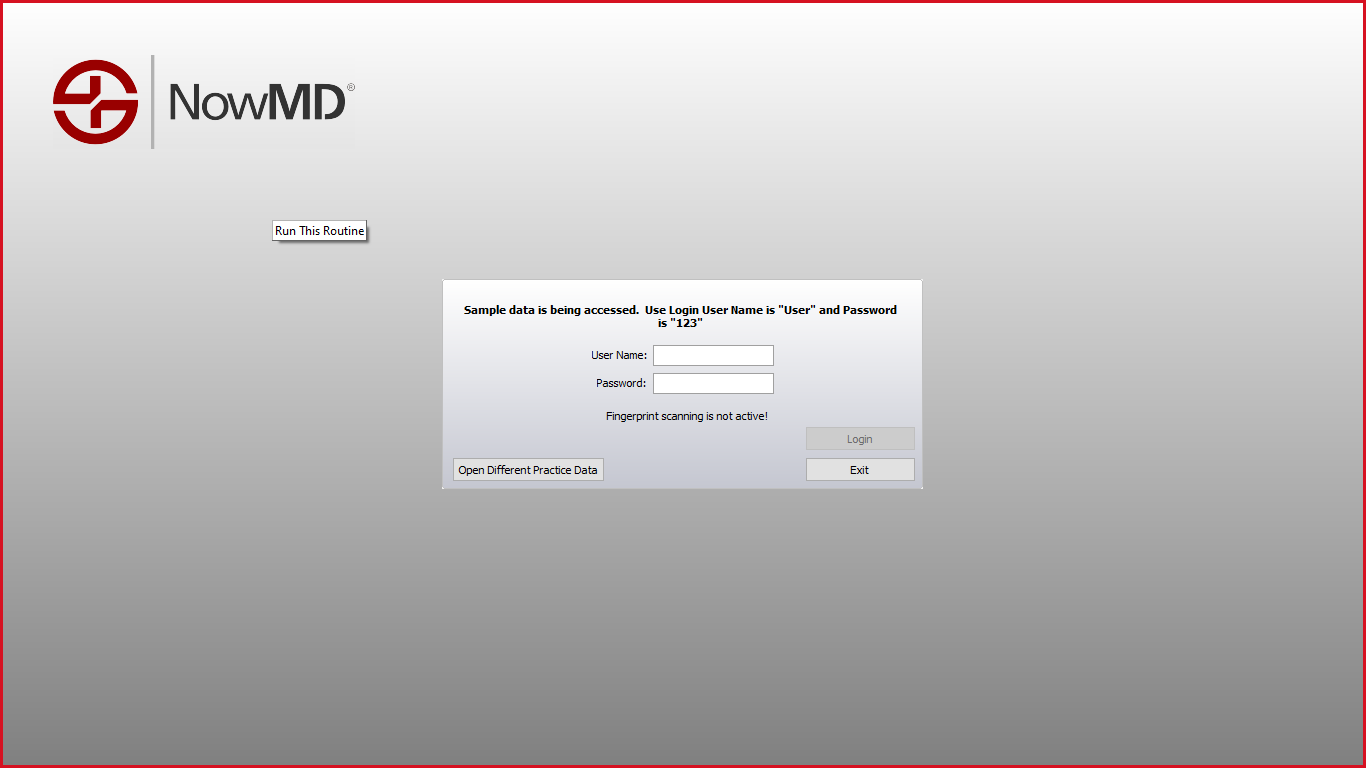 NowMD®
Run This Routine
Sample data is being accessed.  Use Login User Name is "User" and Password
is "123"
User Name:
Password:
Fingerprint scanning is not active!
Login
Open Different Practice Data
Exit